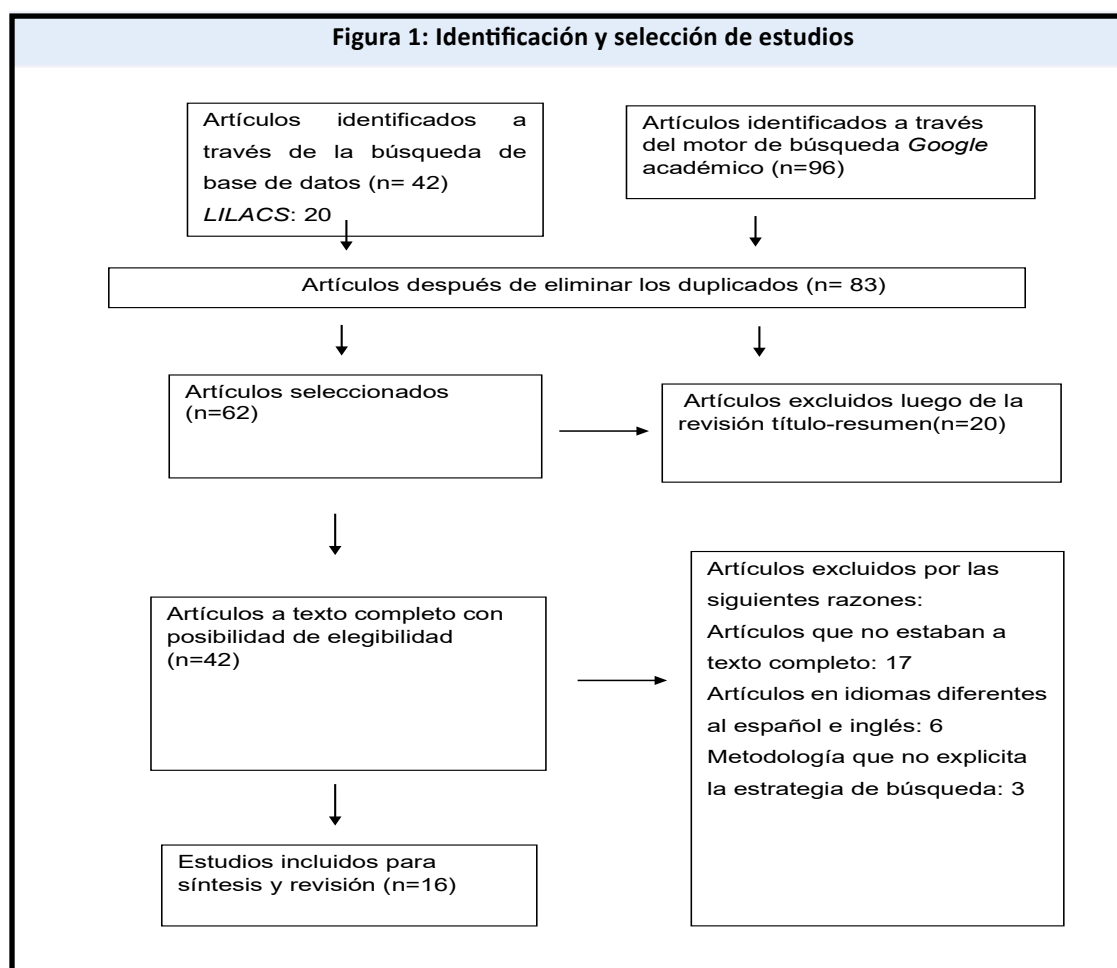 Figura 1: Identificación y selección de estudios
Artículos identificados a
través de la búsqueda de
base de datos (n= 42)
LILACS: 20
Artículos identificados a través
del motor de búsqueda Google
académico (n=96)
Artículos después de eliminar los duplicados (n= 83)
Artículos seleccionados
(n=62)
Artículos excluidos luego de la
revisión título-resumen(n=20)
Artículos a texto completo con
posibilidad de elegibilidad
(n=42)
Artículos excluidos por las
siguientes razones:
Artículos que no estaban a
texto completo: 17
Artículos en idiomas diferentes
al español e inglés: 6
Metodología que no explicita
la estrategia de búsqueda: 3
Estudios incluidos para
síntesis y revisión (n=16)